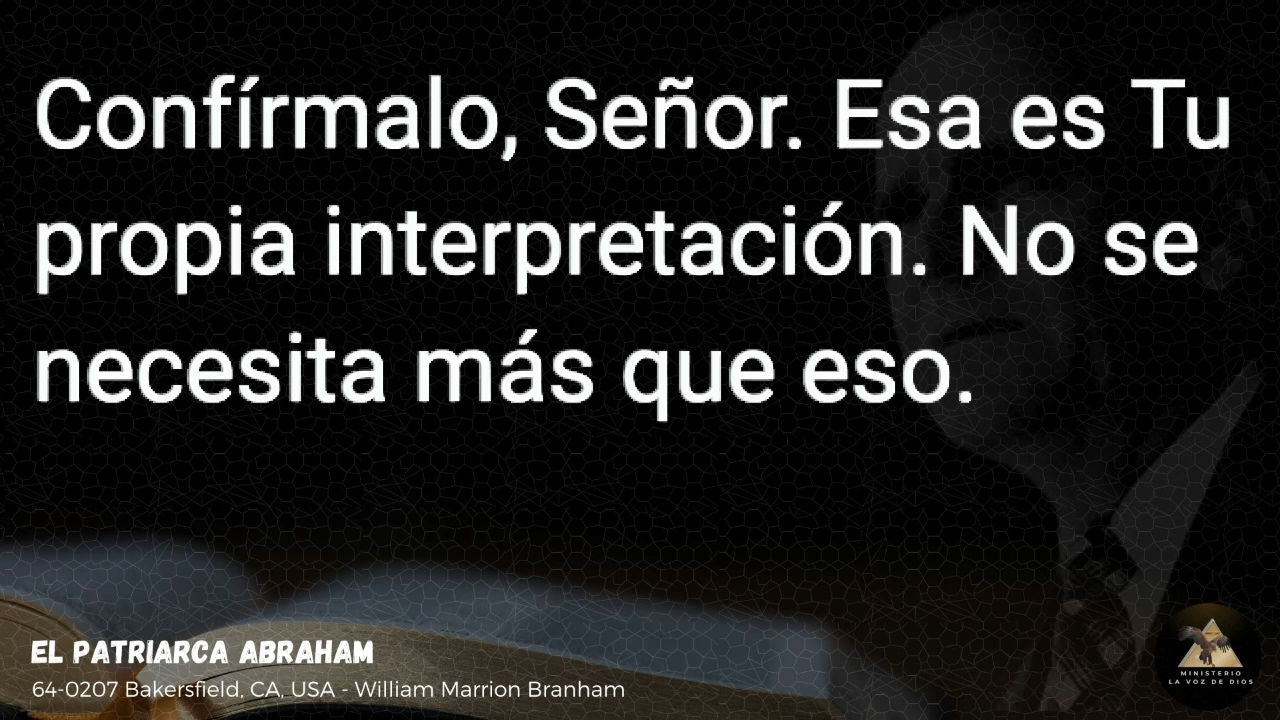 Confírmalo, Señor. Esa es Tu
propia interpretación. No se
necesita más que eso.
EL PATRIARCA ABRAHAM
64-0207 Bakersfield, CA, USA - William Marrion Branham
MINISTERIO
LA VOZ DE DIOS